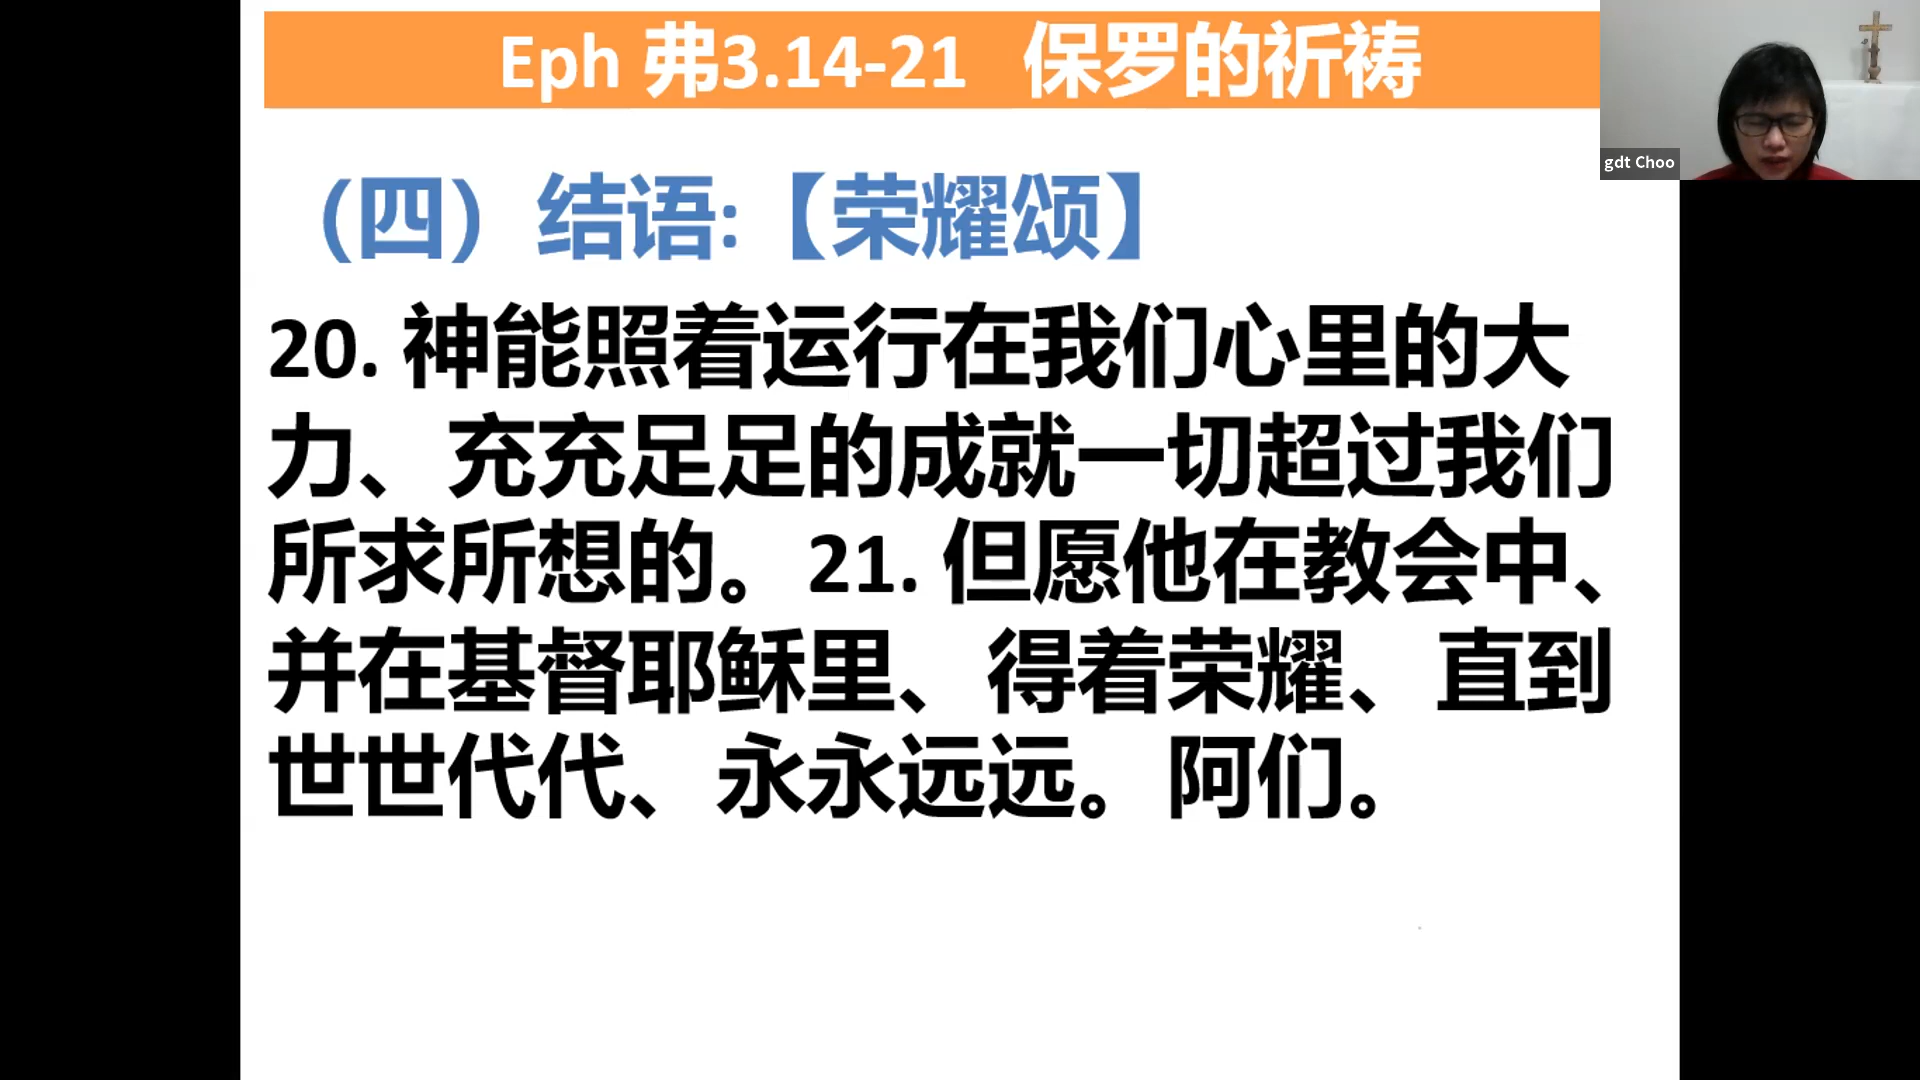 Eph 弗3.14-21 保罗的祈祷
gdt Choo
（四）结语:【荣耀颂】
20. 神能照着运行在我们心里的大
力、充充足足的成就一切超过我们
所求所想的。21. 但愿他在教会中、
并在基督耶稣里、得着荣耀、直到
世世代代、永永远远。阿们。